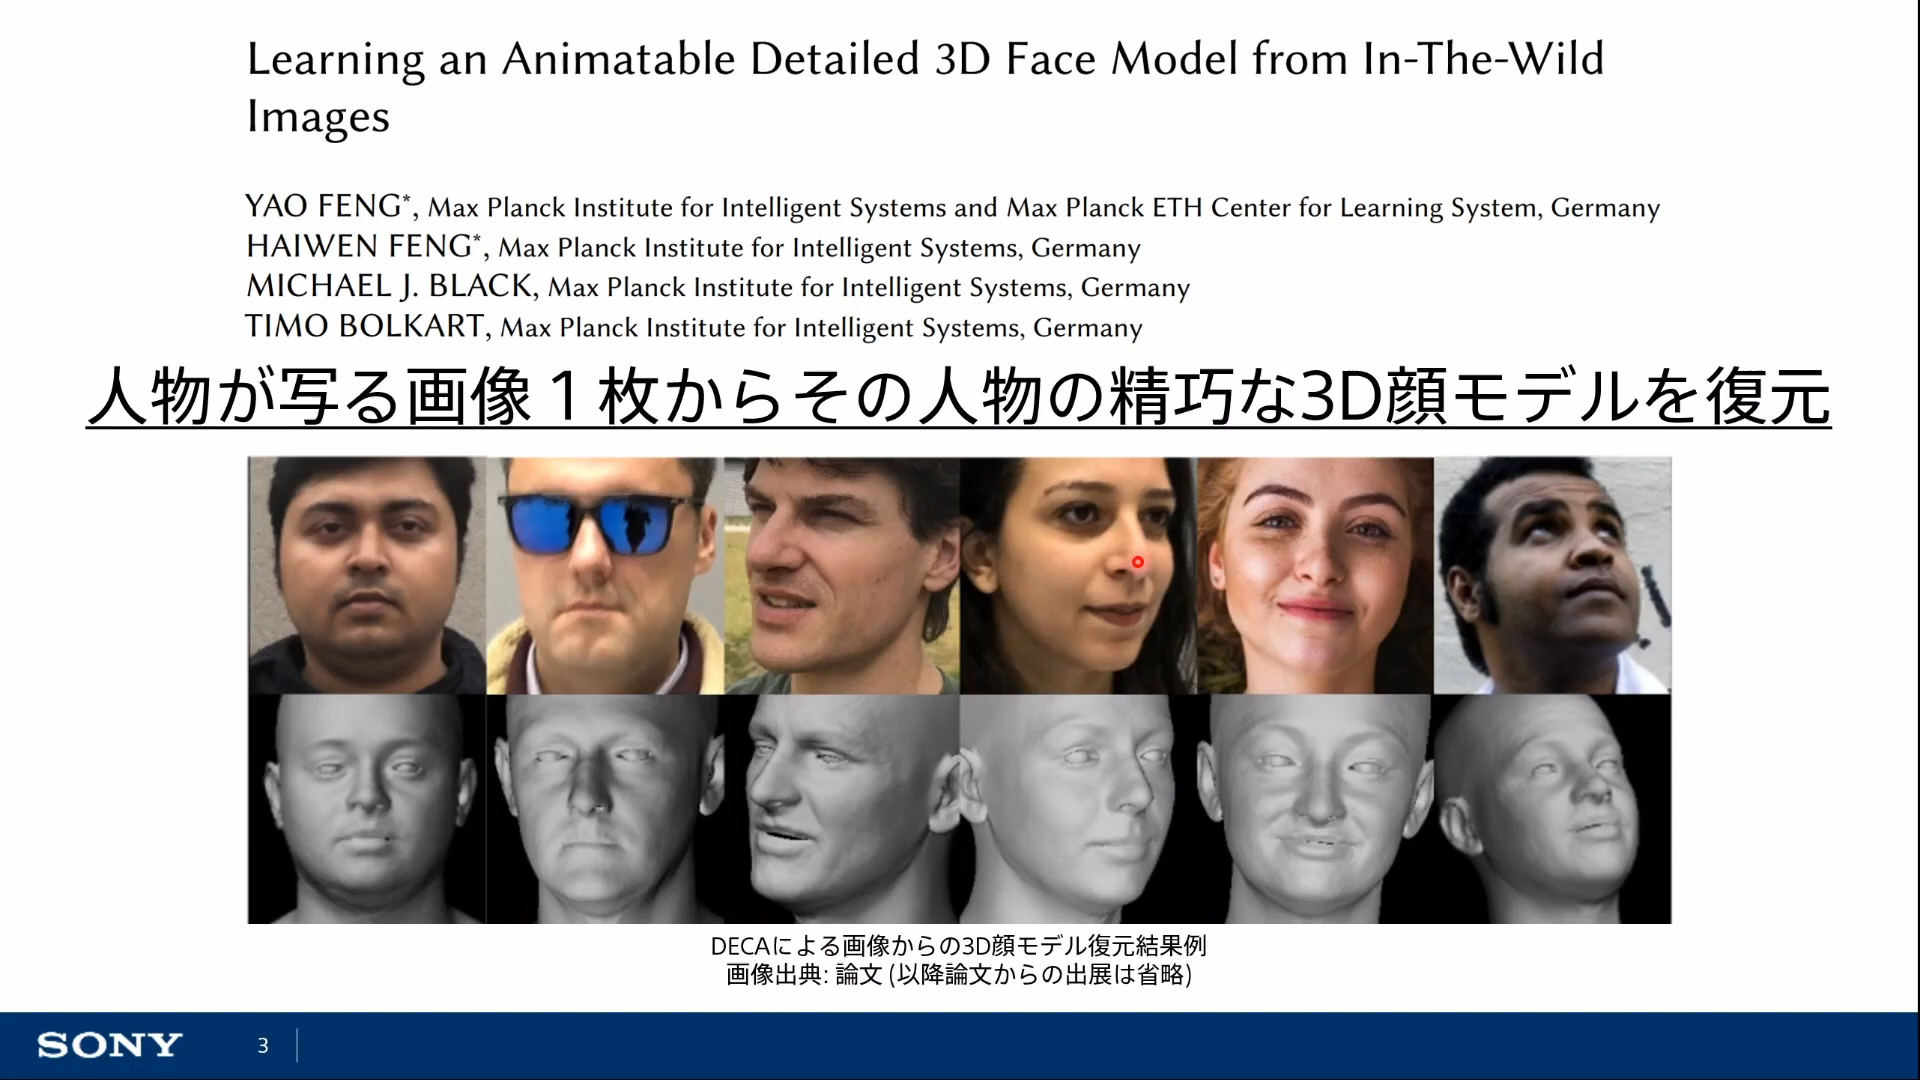 Learning an Animatable Detailed 3D Face Model from In-The-Wild
Images
YAO FENG*, Max Planck Institute for Intelligent Systems and Max Planck ETH Center for Learning System, Germany
HAIWEN FENG*, Max Planck Institute for Intelligent Systems, Germany
MICHAEL J. BLACK, Max Planck Institute for Intelligent Systems, Germany
TIMO BOLKART, Max Planck Institute for Intelligent Systems, Germany
人物が写る画像１枚からその人物の精巧な3D顔モデルを復元
DECAによる画像からの3D顔モデル復元結果例
画像出典: 論文 (以降論文からの出展は省略)
SONY 3